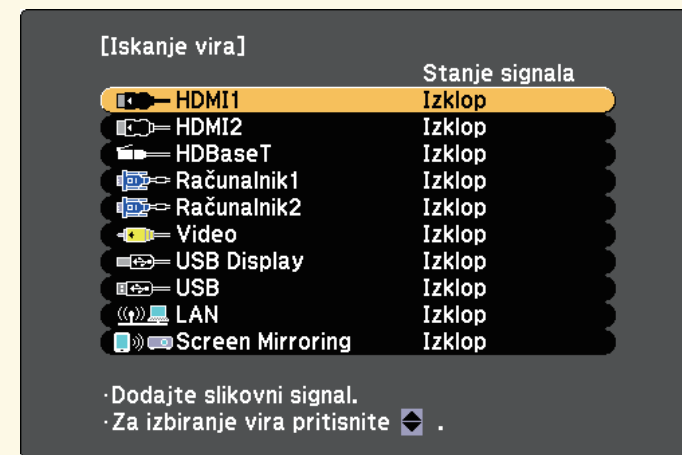 [Iskanje vira]
Stanje signala
HDMI1 Izklop
HDMI2 Izklop
HDBaseT Izklop
Računalnik1 Izklop
Računalnik2 Izklop
Video Izklop
USB Display Izklop
USB Izklop
LAN Izklop
Screen Mirroring Izklop
·Dodajte slikovni signal.
·Za izbiranje vira pritisnite .